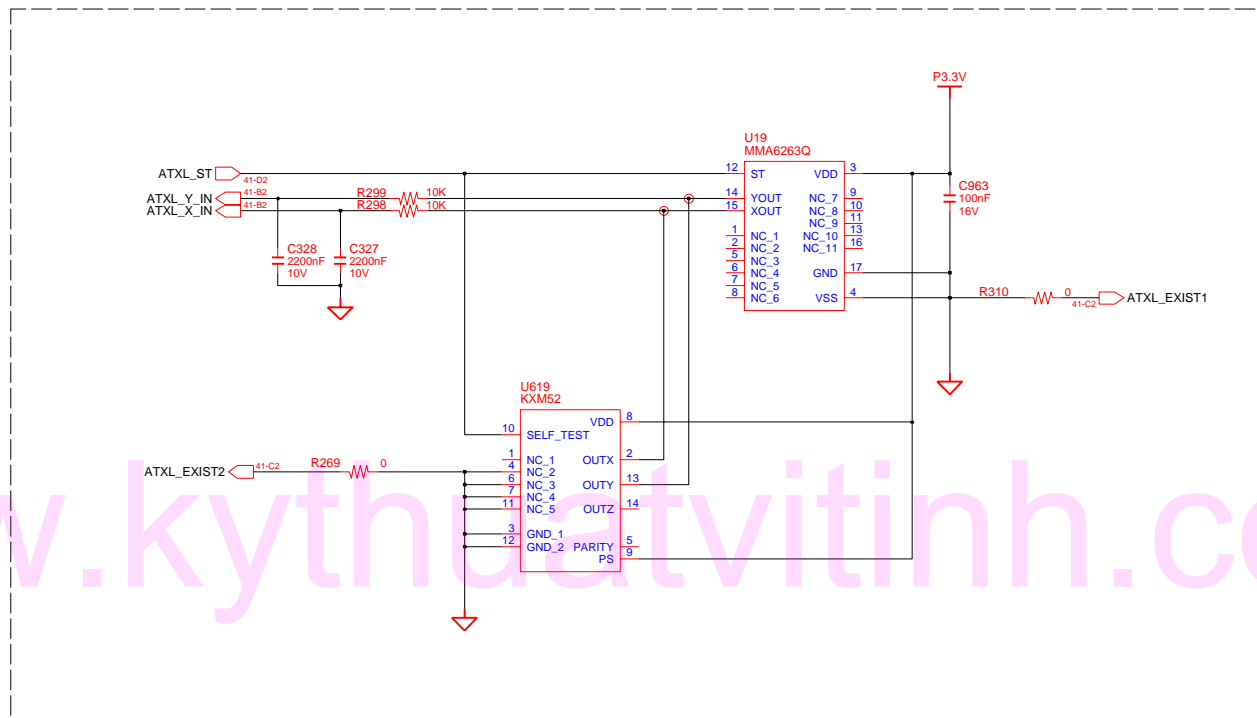 P3.3V
U19
MMA6263Q
ATXL_ST
41-D2
12 ST VDD 3
ATXL_Y_IN
41-B2
R299 10K
14 YOUT NC_7 9
ATXL_X_IN
41-B2
R298 10K
15 XOUT NC_8 10
NC_9 11
1 NC_1 NC_10 13
2 NC_2 NC_11 16
5 NC_3
6 NC_4 GND 17
7 NC_5
8 NC_6 VSS 4
C963
100nF
16V
C328
2200nF
10V
C327
2200nF
10V
R310 0
41-C2
ATXL_EXIST1
U619
KXM52
VDD 8
10 SELF_TEST
1 NC_1 OUTX 2
4 NC_2
6 NC_3 OUTY 13
7 NC_4
11 NC_5 OUTZ 14
3 GND_1
12 GND_2 PARITY 5
PS 9
ATXL_EXIST2
41-C2
R269 0
w.kythuatvitinh.co